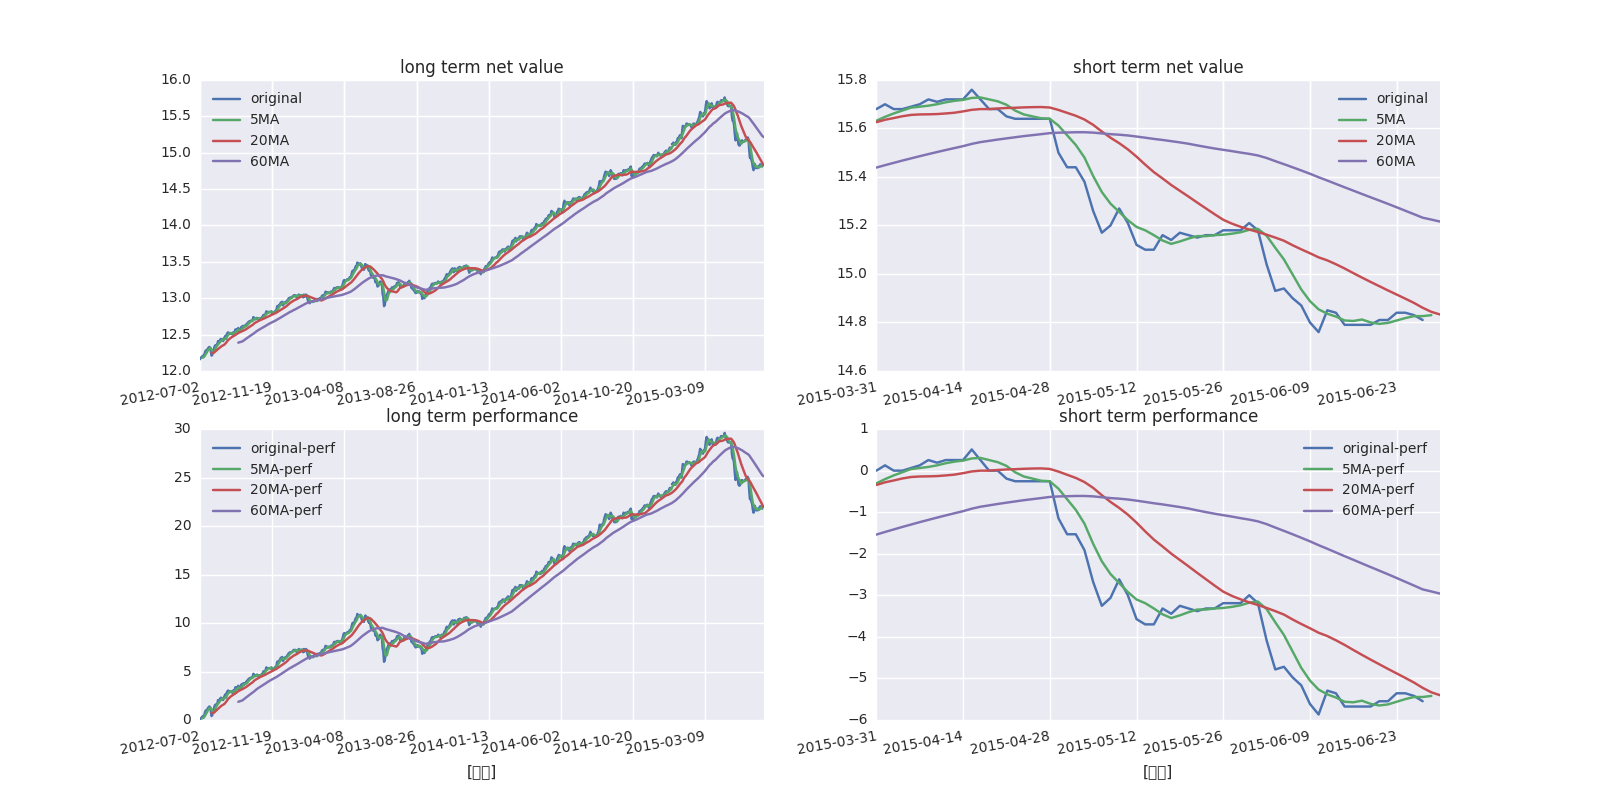 long term net value
16.0
15.5
15.0
14.5
14.0
13.5
13.0
12.5
12.0
original
5MA
20MA
60MA
2012-07-02 2012-11-19 2013-04-08 2013-08-26 2014-01-13 2014-06-02 2014-10-20 2015-03-09
short term net value
15.8
15.6
15.4
15.2
15.0
14.8
14.6
original
5MA
20MA
60MA
2015-03-31 2015-04-14 2015-04-28 2015-05-12 2015-05-26 2015-06-09 2015-06-23
long term performance
30
25
20
15
10
5
0
original-perf
5MA-perf
20MA-perf
60MA-perf
2012-07-02 2012-11-19 2013-04-08 2013-08-26 2014-01-13 2014-06-02 2014-10-20 2015-03-09
short term performance
1
0
−1
−2
−3
−4
−5
−6
original-perf
5MA-perf
20MA-perf
60MA-perf
2015-03-31 2015-04-14 2015-04-28 2015-05-12 2015-05-26 2015-06-09 2015-06-23